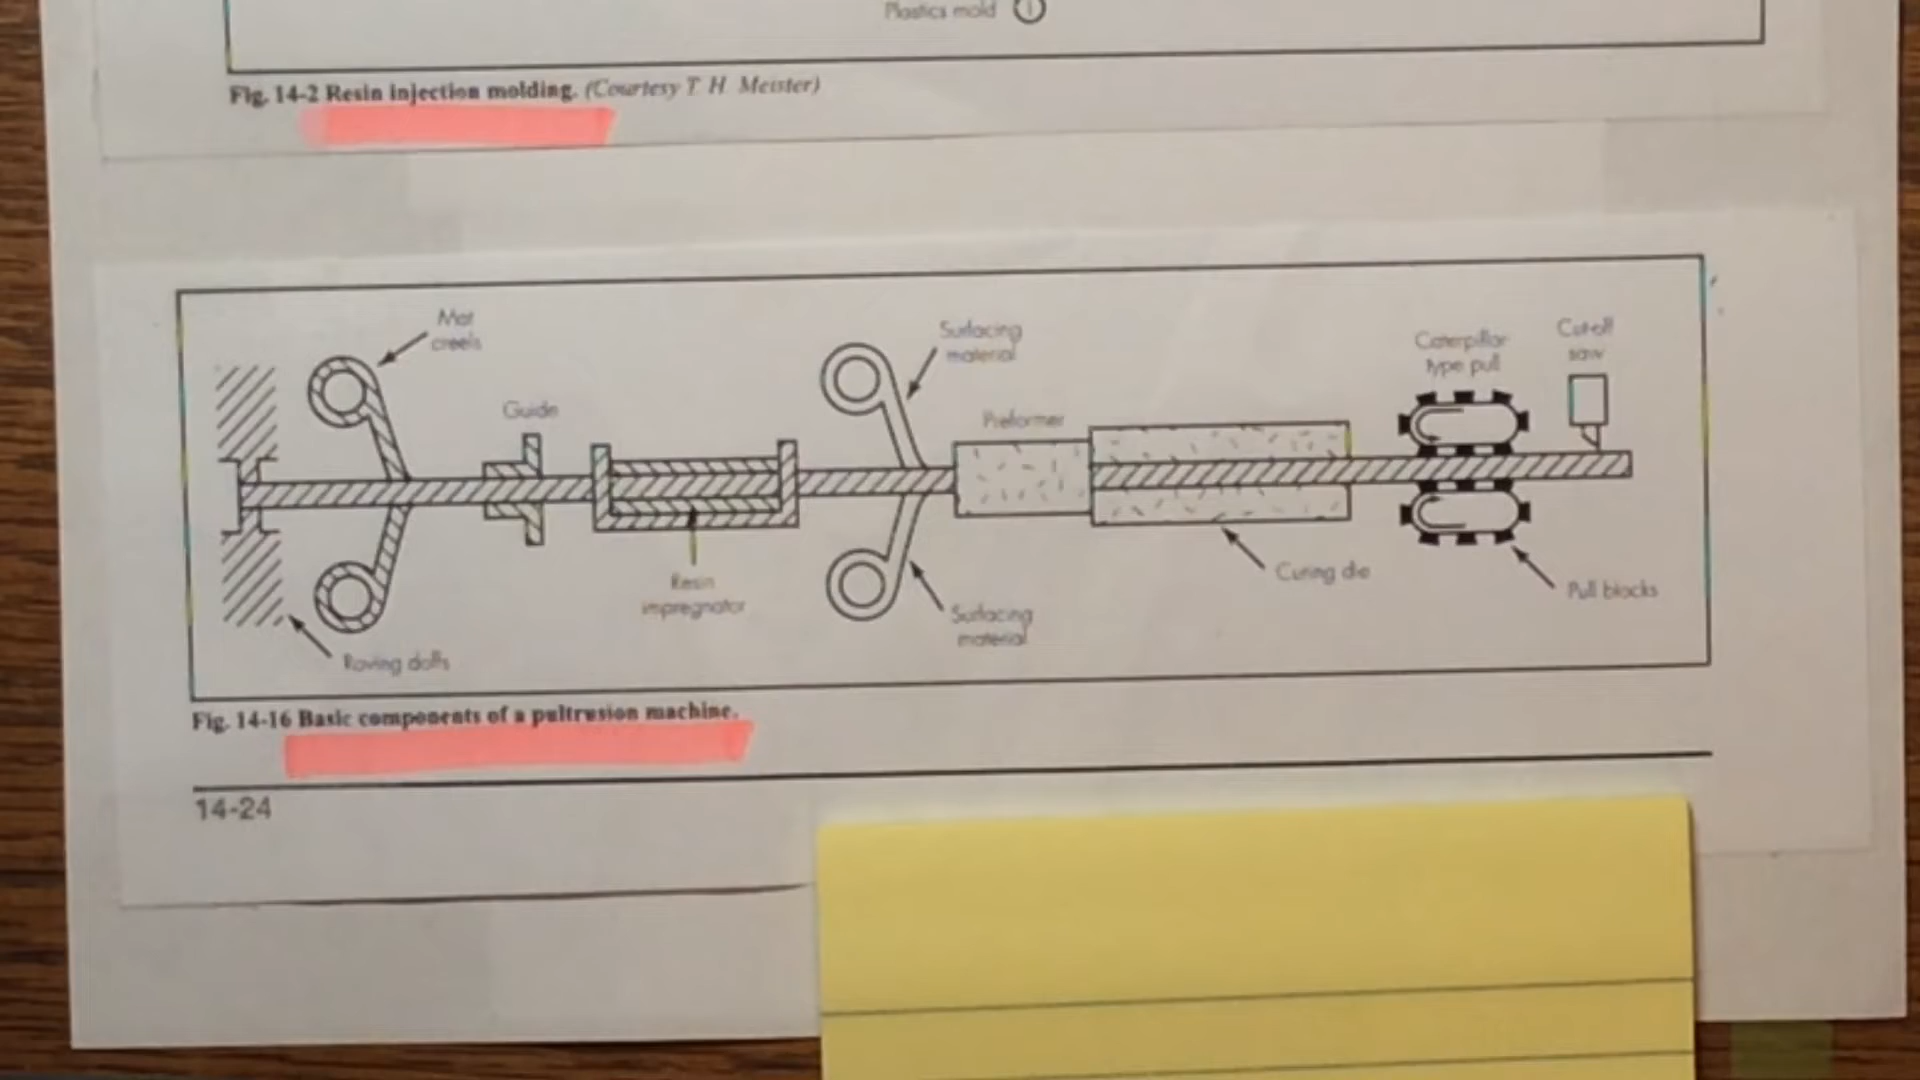 Plastics mold 1
Fig. 14-2 Resin injection molding. (Courtesy T. H. Meister)
Mat
creels
Guide
Surfacing
material
Preformer
Caterpillar
type pull
Cut-off
saw
Resin
impregnator
Surfacing
material
Curing die
Pull blocks
Roving doffs
Fig. 14-16 Basic components of a pultrusion machine.
14-24